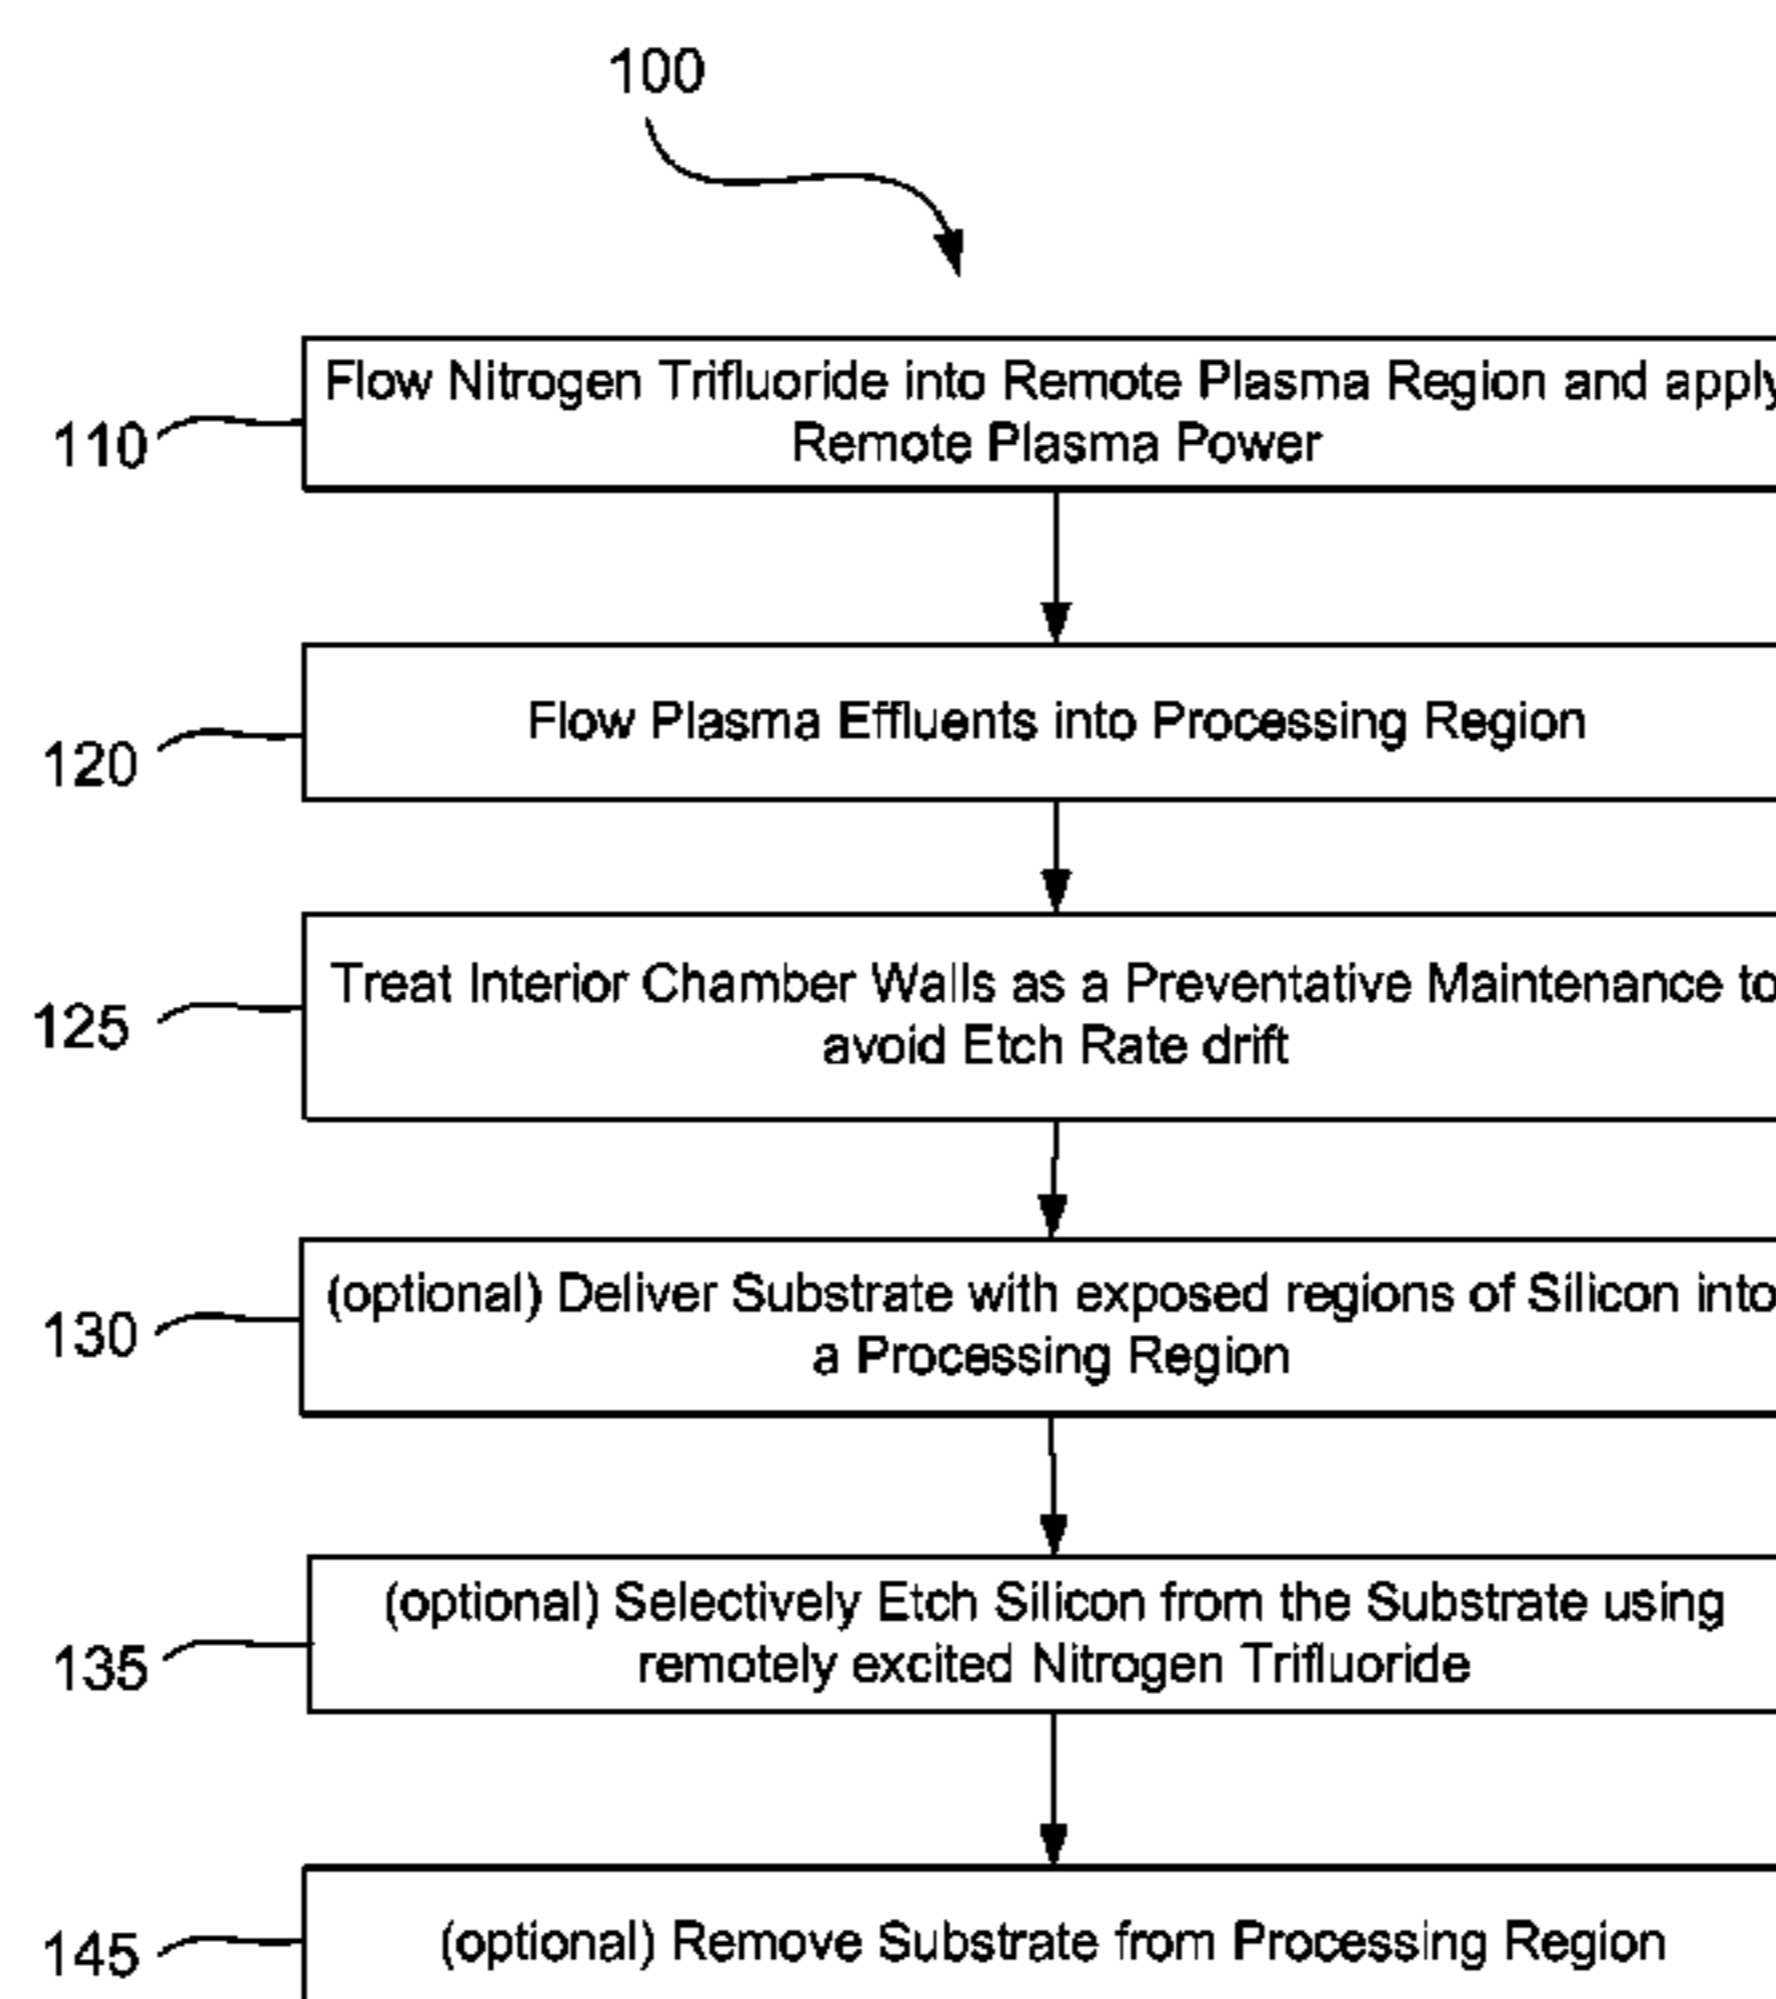 100
Flow Nitrogen Trifluoride into Remote Plasma Region and apply
Remote Plasma Power
110
Flow Plasma Effluents into Processing Region
120
Treat Interior Chamber Walls as a Preventative Maintenance to
avoid Etch Rate drift
125
(optional) Deliver Substrate with exposed regions of Silicon into
a Processing Region
130
(optional) Selectively Etch Silicon from the Substrate using
remotely excited Nitrogen Trifluoride
135
(optional) Remove Substrate from Processing Region
145